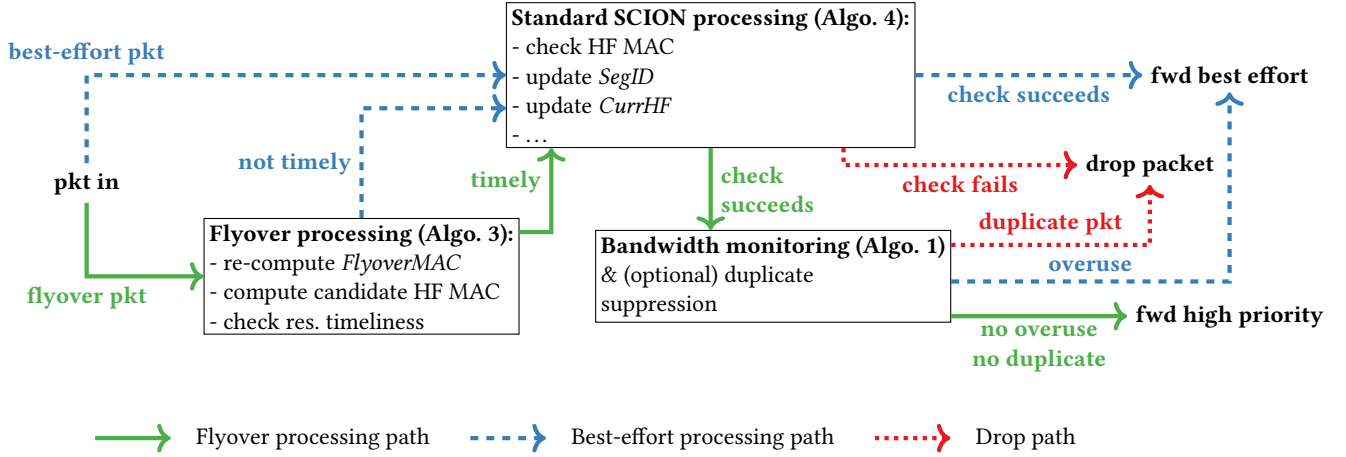 Standard SCION processing (Algo. 4):
- check HF MAC
- update SegID
- update CurrHF
- ...
best-effort pkt
fwd best effort
check succeeds
not timely
timely
check
succeeds
check fails
drop packet
pkt in
duplicate pkt
Flyover processing (Algo. 3):
- re-compute FlyoverMAC
- compute candidate HF MAC
- check res. timeliness
Bandwidth monitoring (Algo. 1)
& (optional) duplicate
suppression
overuse
flyover pkt
fwd high priority
no overuse
no duplicate
Flyover processing path
Best-effort processing path
Drop path